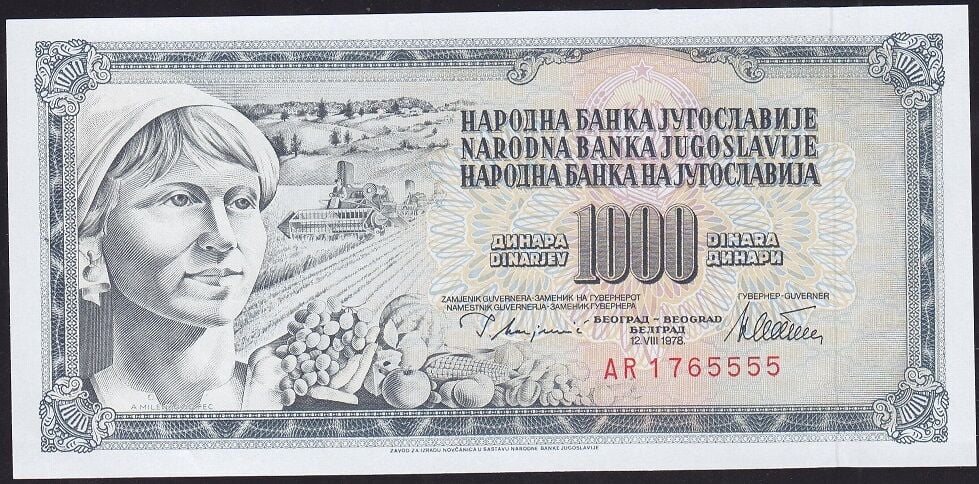 НАРОДНА БАНКА ЈУГОСЛАВИЈЕ
NARODNA BANKA JUGOSLAVIJE
НАРОДНА БАНКА НА ЈУГОСЛАВИЈА
ДИНАРА 1000 DINARA
DINARJEV ДИНАРИ
ZAMJENIK GUVERNERA-ЗАМЕНИК НА ГУВЕРНЕРОТ
NAMESTNIK GUVERNERJA-ЗАМЕНИК ГУВЕРНЕРА
ГУВЕРНЕР-GUVERNER
БЕОГРАД – BEOGRAD
БЕЛГРАД
12. VIII 1978.
AR 1765555
ZAVOD ZA IZRADU NOVČANICA U SASTAVU NARODNE BANKE JUGOSLAVIJE